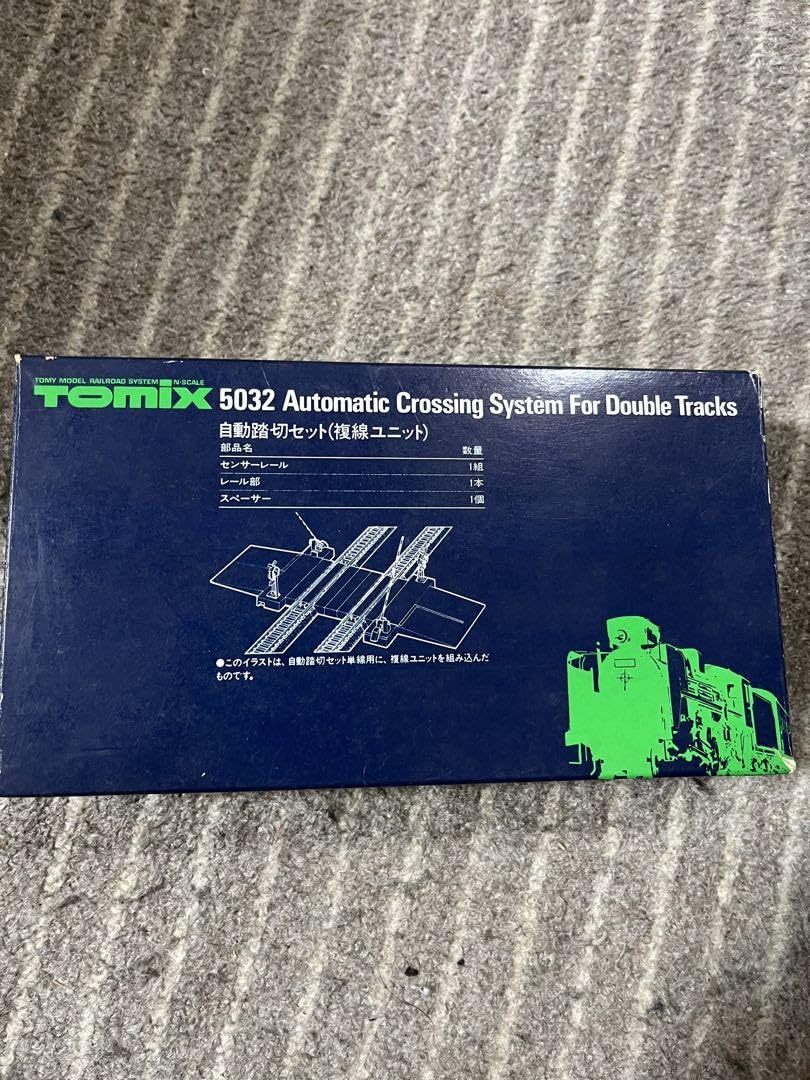 TOMY MODEL RAILROAD SYSTEM N-SCALE
TOMIX 5032 Automatic Crossing System For Double Tracks
自動踏切セット(複線ユニット)
部品名 数量
センサーレール 1組
レール部 1本
スペーサー 1個
●このイラストは、自動踏切セット単線用に、複線ユニットを組み込んだ
ものです。